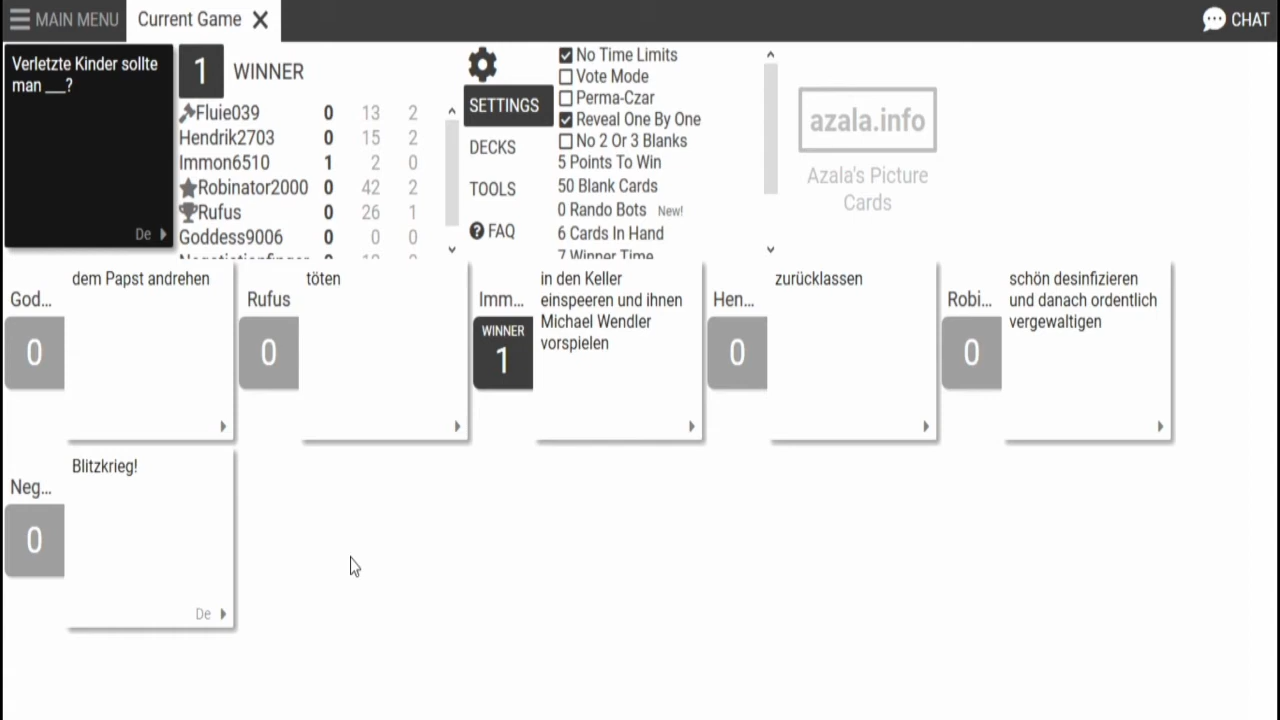 MAIN MENU
Current Game
CHAT
Verletzte Kinder sollte
man ___?
De
1 WINNER
Fluie039 0 13 2
Hendrik2703 0 15 2
Immon6510 1 2 0
Robinator2000 0 42 2
Rufus 0 26 1
Goddess9006 0 0 0
SETTINGS
DECKS
TOOLS
FAQ
No Time Limits
Vote Mode
Perma-Czar
Reveal One By One
No 2 Or 3 Blanks
5 Points To Win
50 Blank Cards
0 Rando Bots New!
6 Cards In Hand
7 Winner Time
azala.info
Azala's Picture
Cards
God...
0
dem Papst andrehen
Rufus
0
töten
Imm...
WINNER
1
in den Keller
einspeeren und ihnen
Michael Wendler
vorspielen
Hen...
0
zurücklassen
Robi...
0
schön desinfizieren
und danach ordentlich
vergewaltigen
Neg...
0
Blitzkrieg!
De